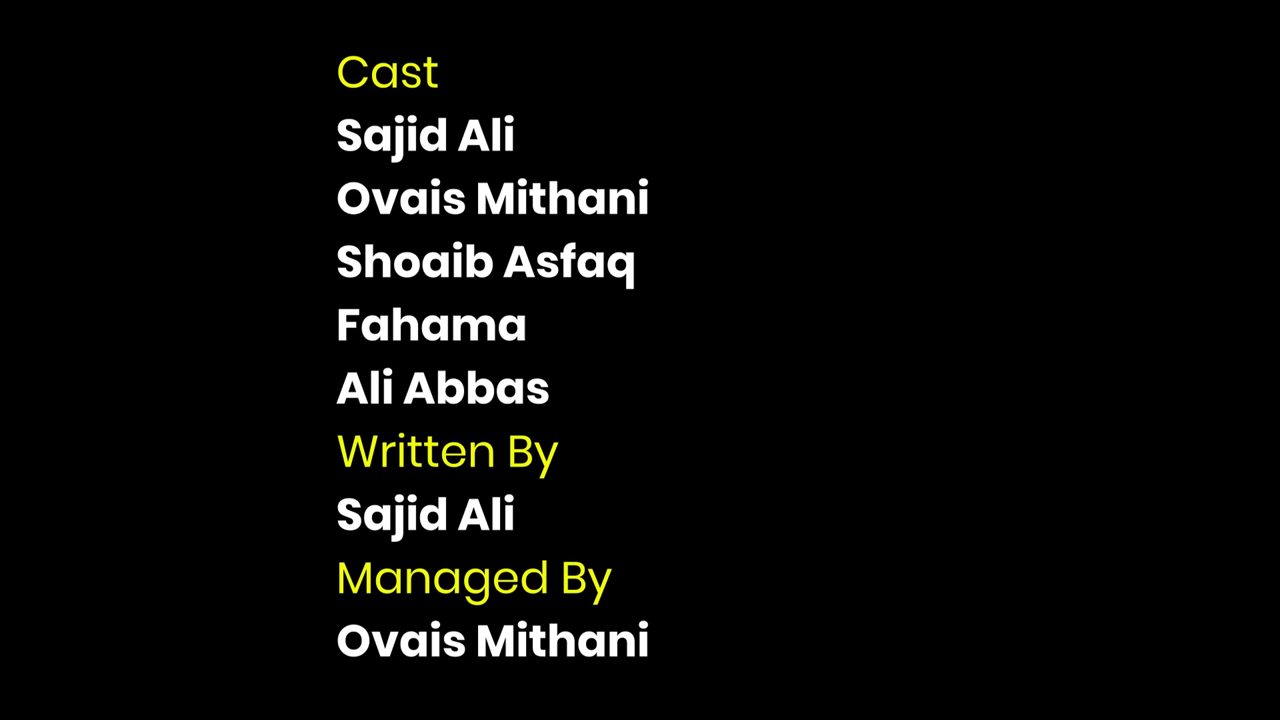 Cast
Sajid Ali
Ovais Mithani
Shoaib Asfaq
Fahama
Ali Abbas
Written By
Sajid Ali
Managed By
Ovais Mithani